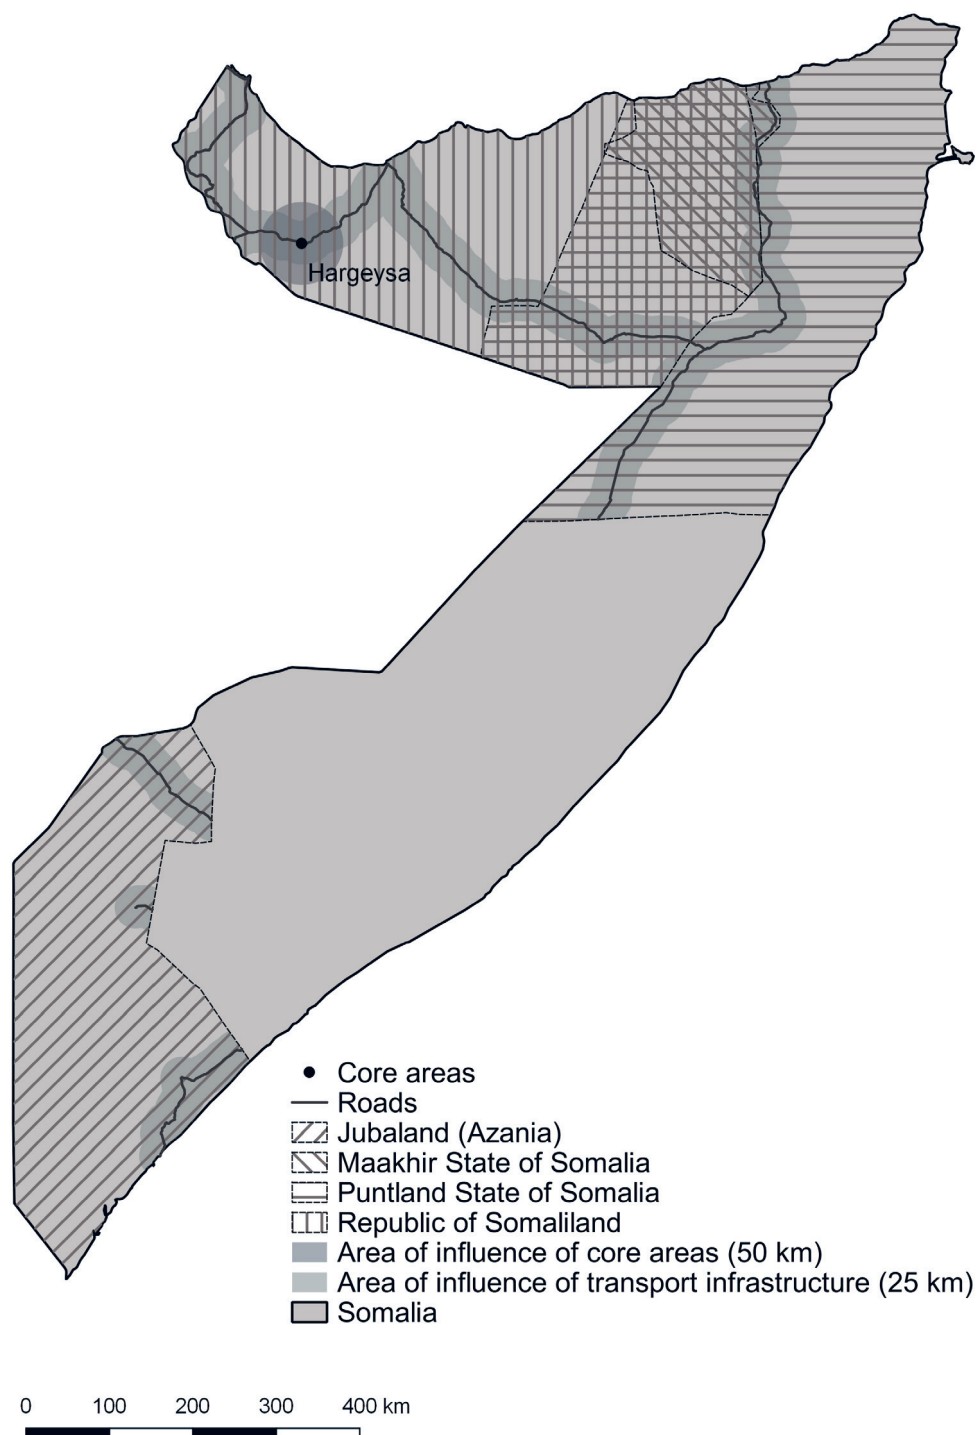 Hargeysa
Core areas
Roads
Jubaland (Azania)
Maakhir State of Somalia
Puntland State of Somalia
Republic of Somaliland
Area of influence of core areas (50 km)
Area of influence of transport infrastructure (25 km)
Somalia
0 100 200 300 400 km